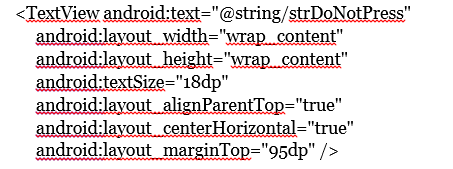 <TextView android:text="@string/strDoNotPress"
android:layout_width="wrap_content"
android:layout_height="wrap_content"
android:textSize="18dp"
android:layout_alignParentTop="true"
android:layout_centerHorizontal="true"
android:layout_marginTop="95dp" />